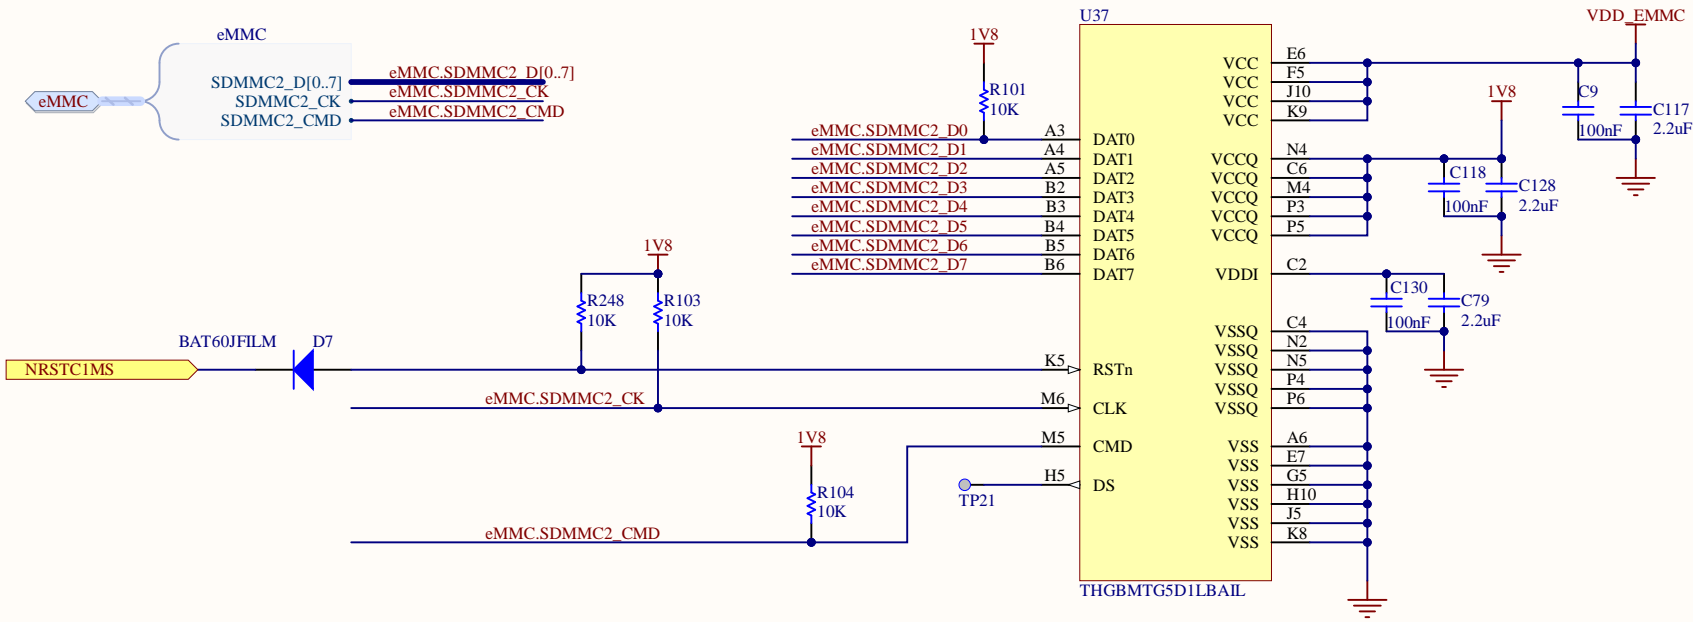 eMMC
eMMC
SDMMC2_D[0..7]
SDMMC2_CK
SDMMC2_CMD
eMMC.SDMMC2_D[0..7]
eMMC.SDMMC2_CK
eMMC.SDMMC2_CMD
1V8
R101
10K
eMMC.SDMMC2_D0
eMMC.SDMMC2_D1
eMMC.SDMMC2_D2
eMMC.SDMMC2_D3
eMMC.SDMMC2_D4
eMMC.SDMMC2_D5
eMMC.SDMMC2_D6
eMMC.SDMMC2_D7
A3
A4
A5
B2
B3
B4
B5
B6
1V8
R248
10K
R103
10K
BAT60JFILM
D7
NRSTC1MS
K5
eMMC.SDMMC2_CK
M6
1V8
R104
10K
M5
H5
TP21
eMMC.SDMMC2_CMD
U37
DAT0
DAT1
DAT2
DAT3
DAT4
DAT5
DAT6
DAT7
RSTn
CLK
CMD
DS
VCC
VCC
VCC
VCC
VCCQ
VCCQ
VCCQ
VCCQ
VCCQ
VDDI
VSSQ
VSSQ
VSSQ
VSSQ
VSSQ
VSS
VSS
VSS
VSS
VSS
VSS
THGBMTG5D1LBAIL
E6
F5
J10
K9
N4
C6
M4
P3
P5
C2
C4
N2
N5
P4
P6
A6
E7
G5
H10
J5
K8
VDD_EMMC
C9
100nF
C117
2.2uF
1V8
C118
100nF
C128
2.2uF
C130
100nF
C79
2.2uF